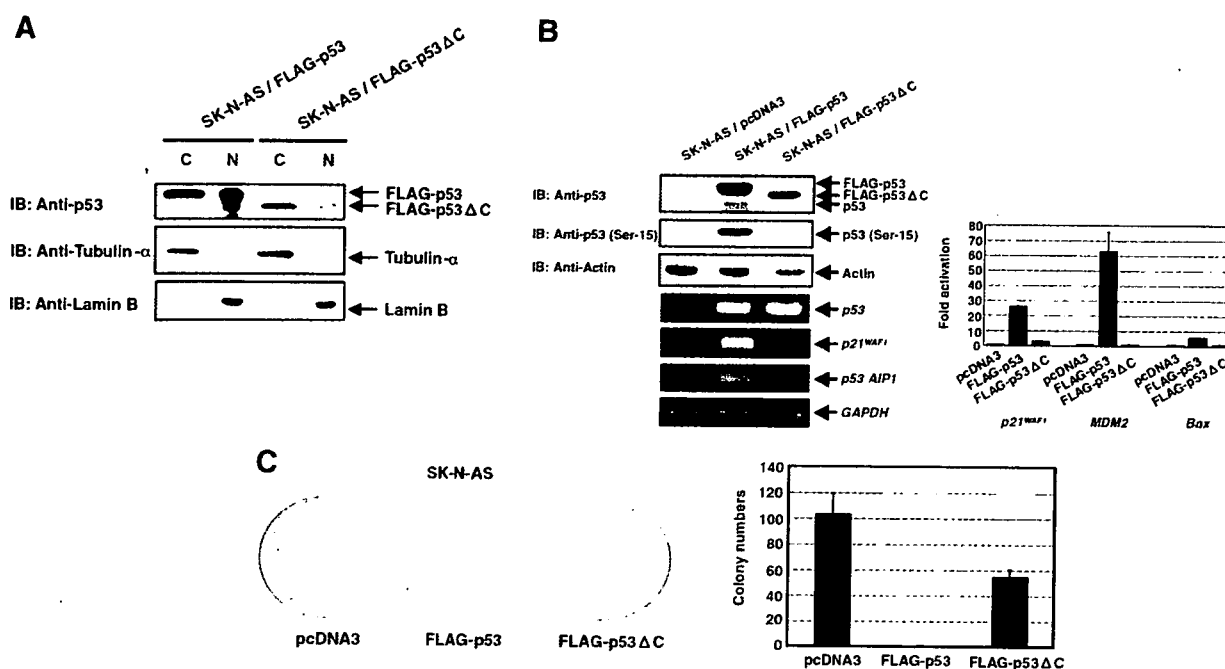 A
SK-N-AS / FLAG-p53
SK-N-AS / FLAG-p53ΔC
C N C N
IB: Anti-p53
FLAG-p53
FLAG-p53ΔC
IB: Anti-Tubulin-α
Tubulin-α
IB: Anti-Lamin B
Lamin B
B
SK-N-AS / pcDNA3
SK-N-AS / FLAG-p53
SK-N-AS / FLAG-p53ΔC
IB: Anti-p53
FLAG-p53
FLAG-p53ΔC
p53
IB: Anti-p53 (Ser-15)
p53 (Ser-15)
IB: Anti-Actin
Actin
p53
p21WAF1
p53 AIP1
GAPDH
Fold activation
80
70
60
50
40
30
20
10
0
pcDNA3
FLAG-p53
FLAG-p53ΔC
pcDNA3
FLAG-p53
FLAG-p53ΔC
pcDNA3
FLAG-p53
FLAG-p53ΔC
p21WAF1 MDM2 Bax
C
SK-N-AS
pcDNA3 FLAG-p53 FLAG-p53ΔC
Colony numbers
140
120
100
80
60
40
20
0
pcDNA3 FLAG-p53 FLAG-p53ΔC